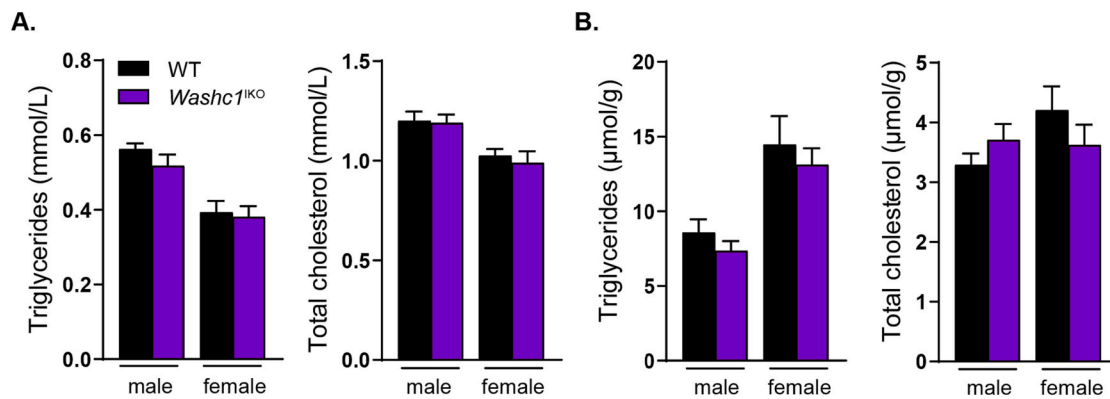 A.
Triglycerides (mmol/L)
0.8
0.6
0.4
0.2
0.0
WT
Washc1IKO
male
female
Total cholesterol (mmol/L)
1.5
1.0
0.5
0.0
male
female
B.
Triglycerides (μmol/g)
20
15
10
5
0
male
female
Total cholesterol (μmol/g)
5
4
3
2
1
0
male
female